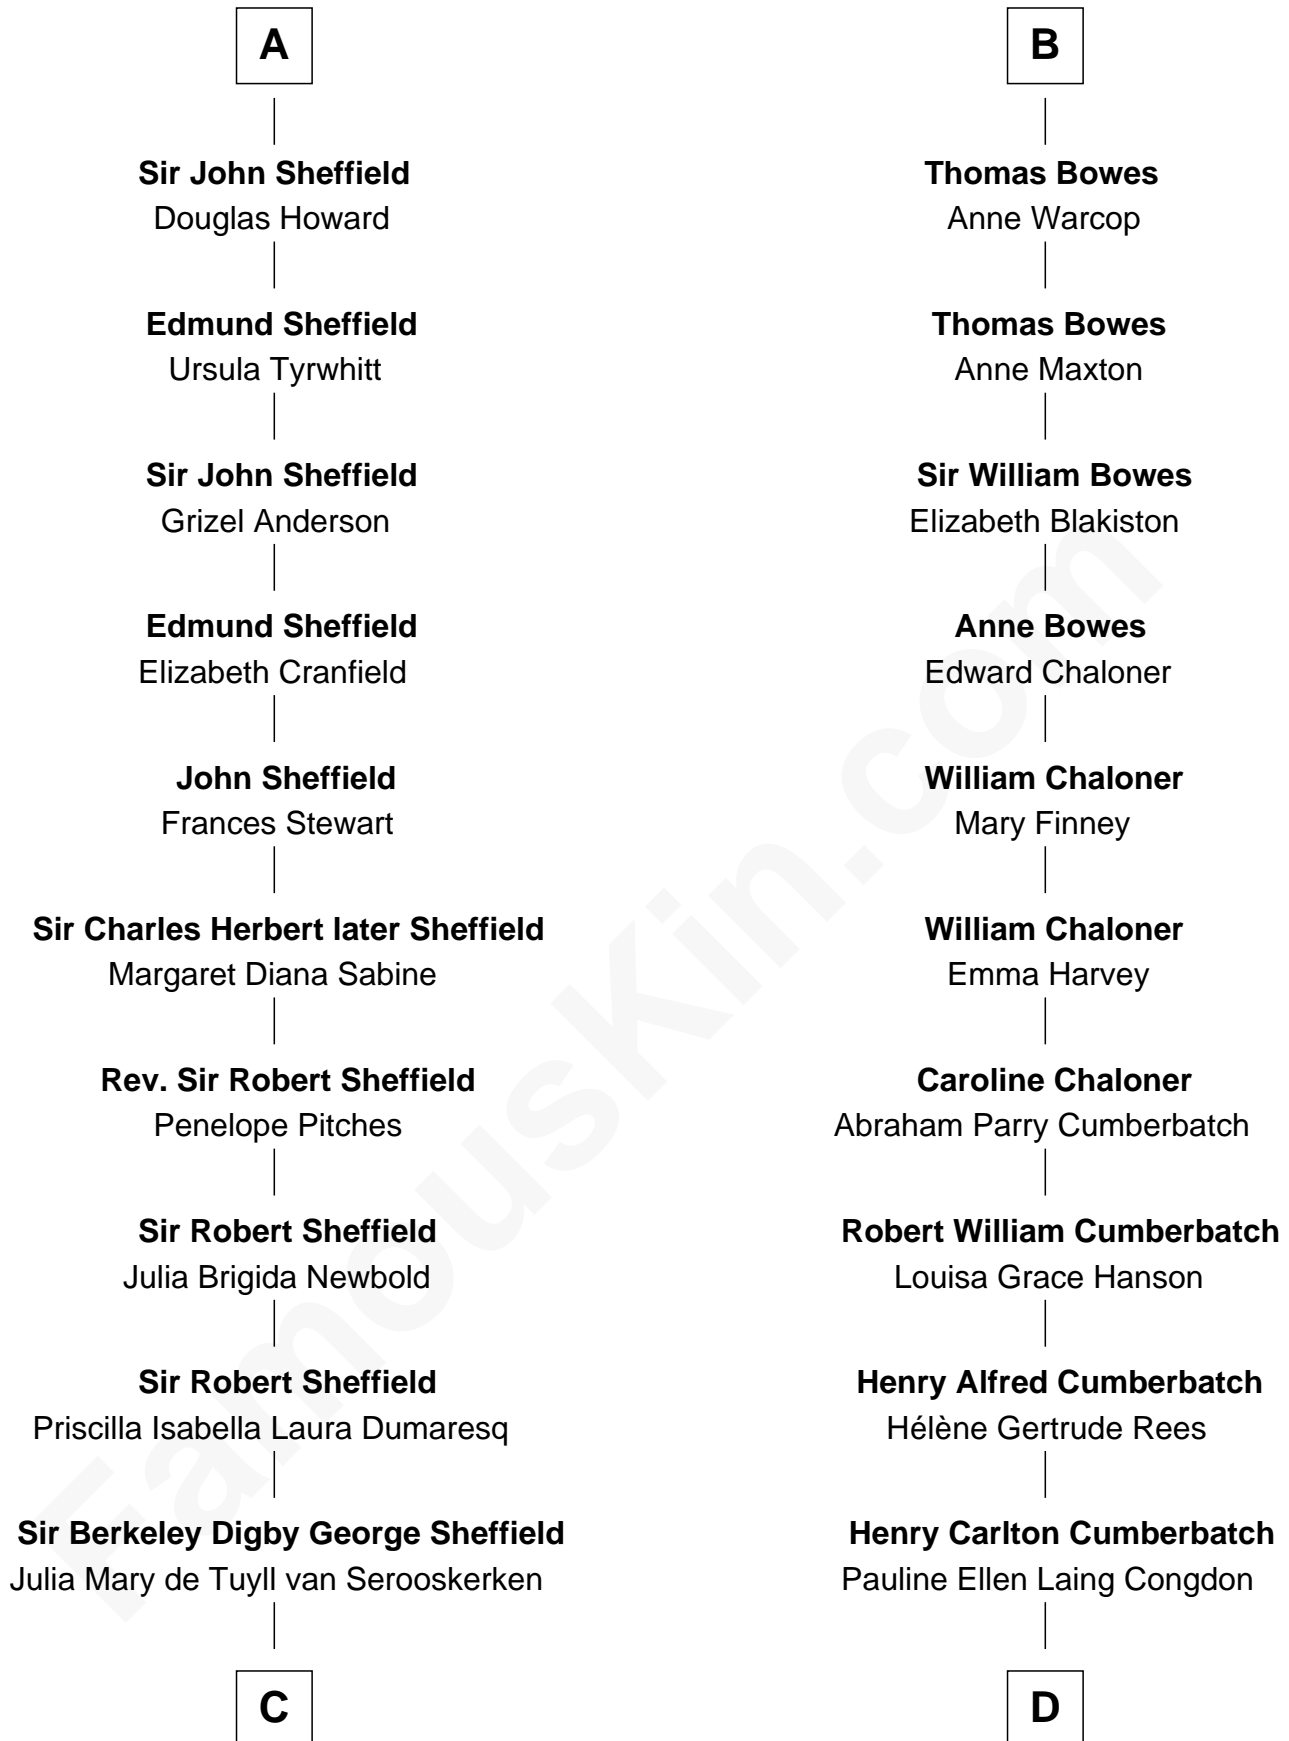 A
Sir John Sheffield
Douglas Howard
Edmund Sheffield
Ursula Tyrwhitt
Sir John Sheffield
Grizel Anderson
Edmund Sheffield
Elizabeth Cranfield
John Sheffield
Frances Stewart
Sir Charles Herbert later Sheffield
Margaret Diana Sabine
Rev. Sir Robert Sheffield
Penelope Pitches
Sir Robert Sheffield
Julia Brigida Newbold
Sir Robert Sheffield
Priscilla Isabella Laura Dumaresq
Sir Berkeley Digby George Sheffield
Julia Mary de Tuyll van Serooskerken
C
B
Thomas Bowes
Anne Warcop
Thomas Bowes
Anne Maxton
Sir William Bowes
Elizabeth Blakiston
Anne Bowes
Edward Chaloner
William Chaloner
Mary Finney
William Chaloner
Emma Harvey
Caroline Chaloner
Abraham Parry Cumberbatch
Robert William Cumberbatch
Louisa Grace Hanson
Henry Alfred Cumberbatch
Hélène Gertrude Rees
Henry Carlton Cumberbatch
Pauline Ellen Laing Congdon
D
FamousKin.com